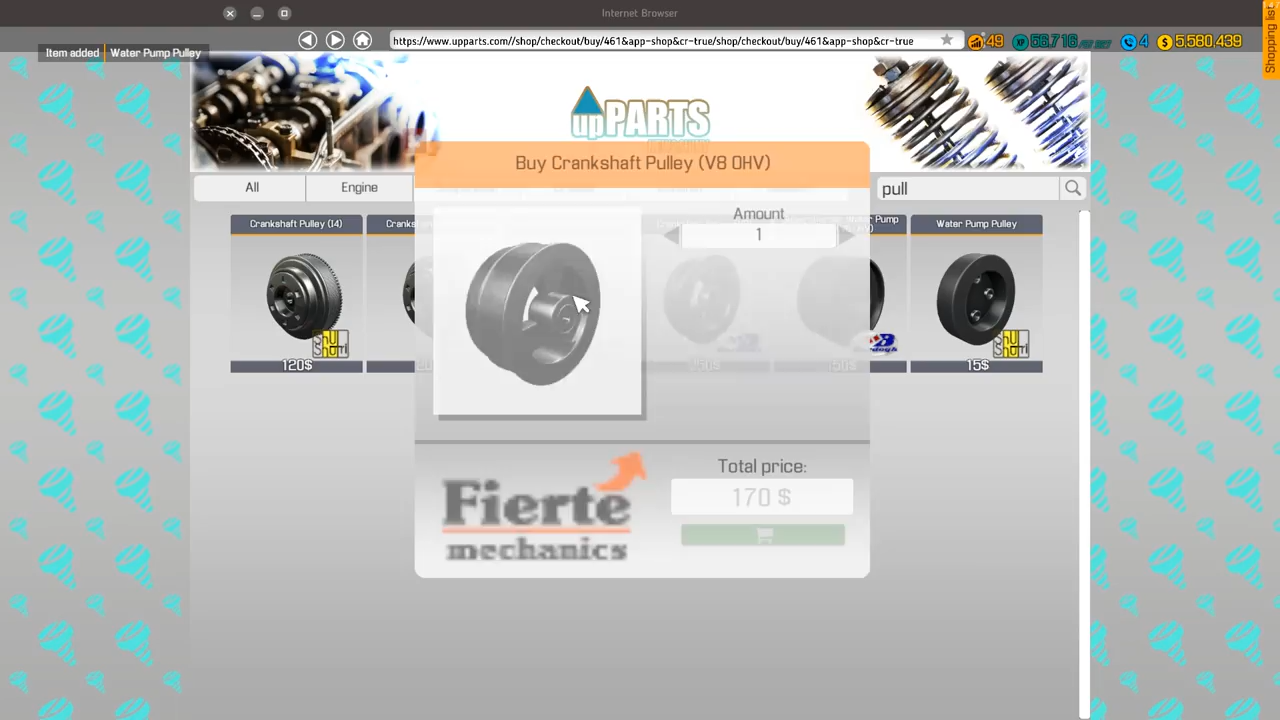 Internet Browser
https://www.upparts.com//shop/checkout/buy/461&app-shop&cr-true/shop/checkout/buy/461&app-shop&cr-true
49
4
5,580,439
Shopping list
Item added
Water Pump Pulley
upPARTS
Buy Crankshaft Pulley (V8 OHV)
All
Engine
pull
Amount
1
Crankshaft Pulley (I4)
Water Pump Pulley
120$
15$
Fierte
mechanics
Total price:
170 $